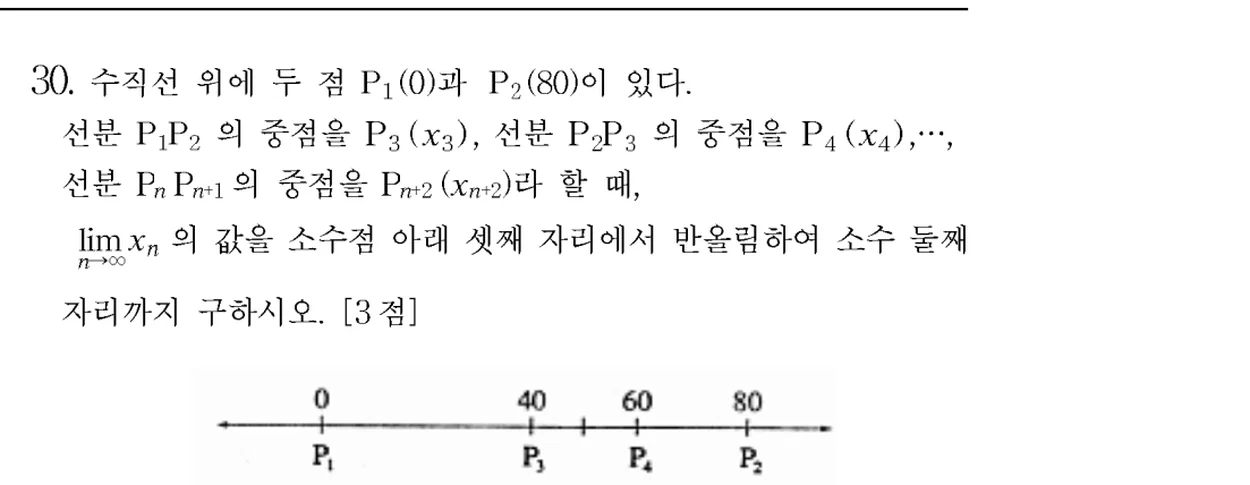 30. 수직선 위에 두 점 P₁(0)과 P₂(80)이 있다.
선분 P₁P₂ 의 중점을 P₃(x₃), 선분 P₂P₃ 의 중점을 P₄(x₄),⋯,
선분 PₙPₙ₊₁의 중점을 Pₙ₊₂(xₙ₊₂)라 할 때,
lim n→∞ xₙ 의 값을 소수점 아래 셋째 자리에서 반올림하여 소수 둘째
자리까지 구하시오. [3점]
0 40 60 80
P₁ P₃ P₄ P₂